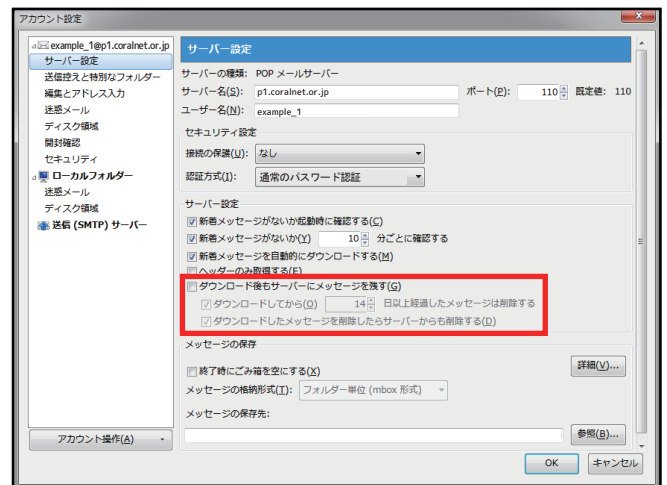 アカウント設定
example_1@p1.coralnet.or.jp
サーバー設定
送信控えと特別なフォルダー
編集とアドレス入力
迷惑メール
ディスク領域
開封確認
セキュリティ
ローカルフォルダー
迷惑メール
ディスク領域
送信 (SMTP) サーバー
アカウント操作(A)
サーバー設定
サーバーの種類: POP メールサーバー
サーバー名(S): p1.coralnet.or.jp ポート(P): 110 既定値: 110
ユーザー名(N): example_1
セキュリティ設定
接続の保護(U): なし
認証方式(I): 通常のパスワード認証
サーバー設定
新着メッセージがないか起動時に確認する(C)
新着メッセージがないか(Y) 10 分ごとに確認する
新着メッセージを自動的にダウンロードする(M)
ヘッダーのみ取得する(F)
ダウンロード後もサーバーにメッセージを残す(G)
ダウンロードしてから(O) 14 日以上経過したメッセージは削除する
ダウンロードしたメッセージを削除したらサーバーからも削除する(D)
メッセージの保存
詳細(V)...
終了時にごみ箱を空にする(X)
メッセージの格納形式(T): フォルダー単位 (mbox 形式)
メッセージの保存先:
参照(B)...
OK キャンセル